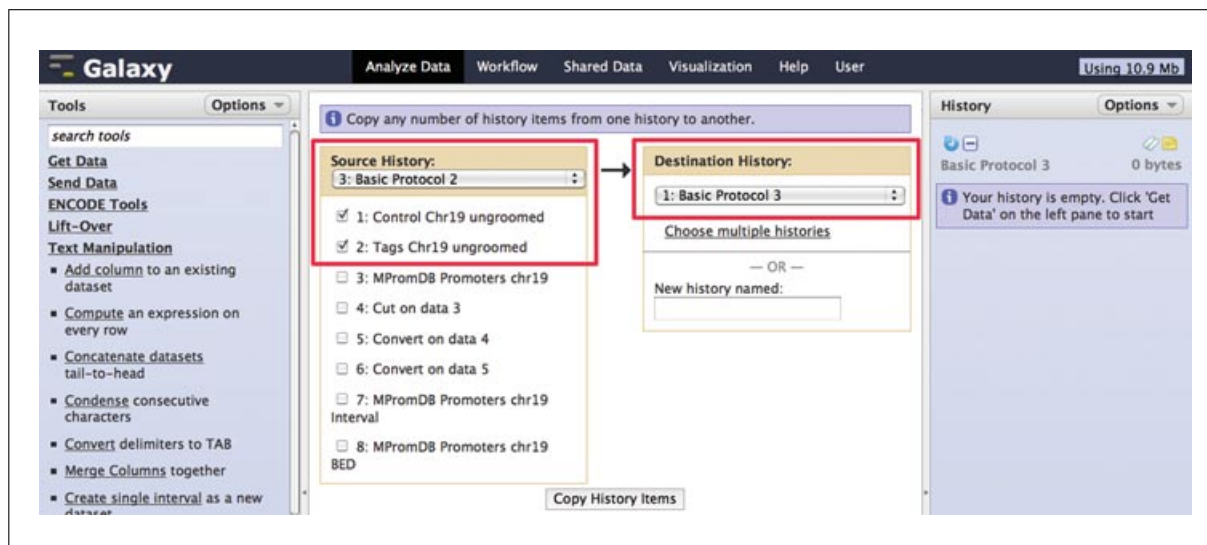 Galaxy
Analyze Data Workflow Shared Data Visualization Help User
Using 10.9 Mb
Tools
Options
search tools
Get Data
Send Data
ENCODE Tools
Lift-Over
Text Manipulation
Add column to an existing
dataset
Compute an expression on
every row
Concatenate datasets
tail-to-head
Condense consecutive
characters
Convert delimiters to TAB
Merge Columns together
Create single interval as a new
dataset
Copy any number of history items from one history to another.
Source History:
3: Basic Protocol 2
1: Control Chr19 ungroomed
2: Tags Chr19 ungroomed
3: MPromDB Promoters chr19
4: Cut on data 3
5: Convert on data 4
6: Convert on data 5
7: MPromDB Promoters chr19
Interval
8: MPromDB Promoters chr19
BED
Destination History:
1: Basic Protocol 3
Choose multiple histories
— OR —
New history named:
Copy History Items
History
Options
Basic Protocol 3
0 bytes
Your history is empty. Click 'Get
Data' on the left pane to start